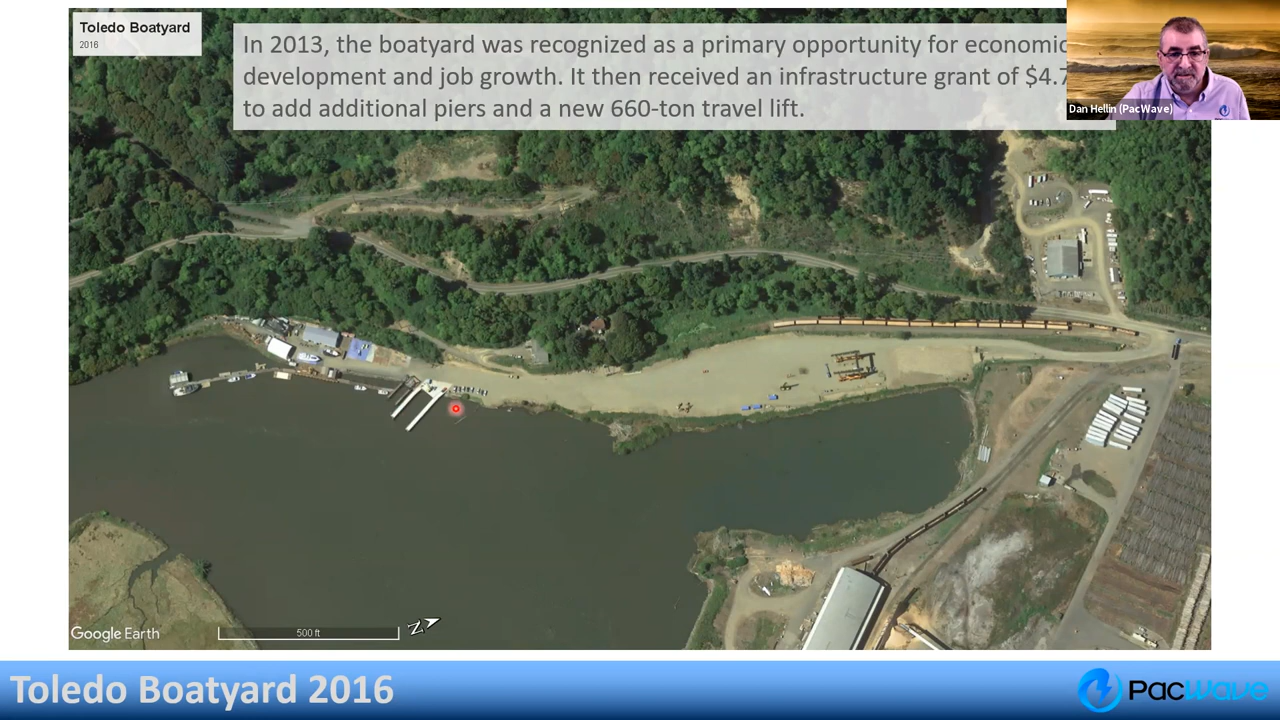 Toledo Boatyard
2016
In 2013, the boatyard was recognized as a primary opportunity for economic
development and job growth. It then received an infrastructure grant of $4.7
to add additional piers and a new 660-ton travel lift.
Dan Hellin (PacWave)
Google Earth
500 ft
N
Toledo Boatyard 2016
PacWave